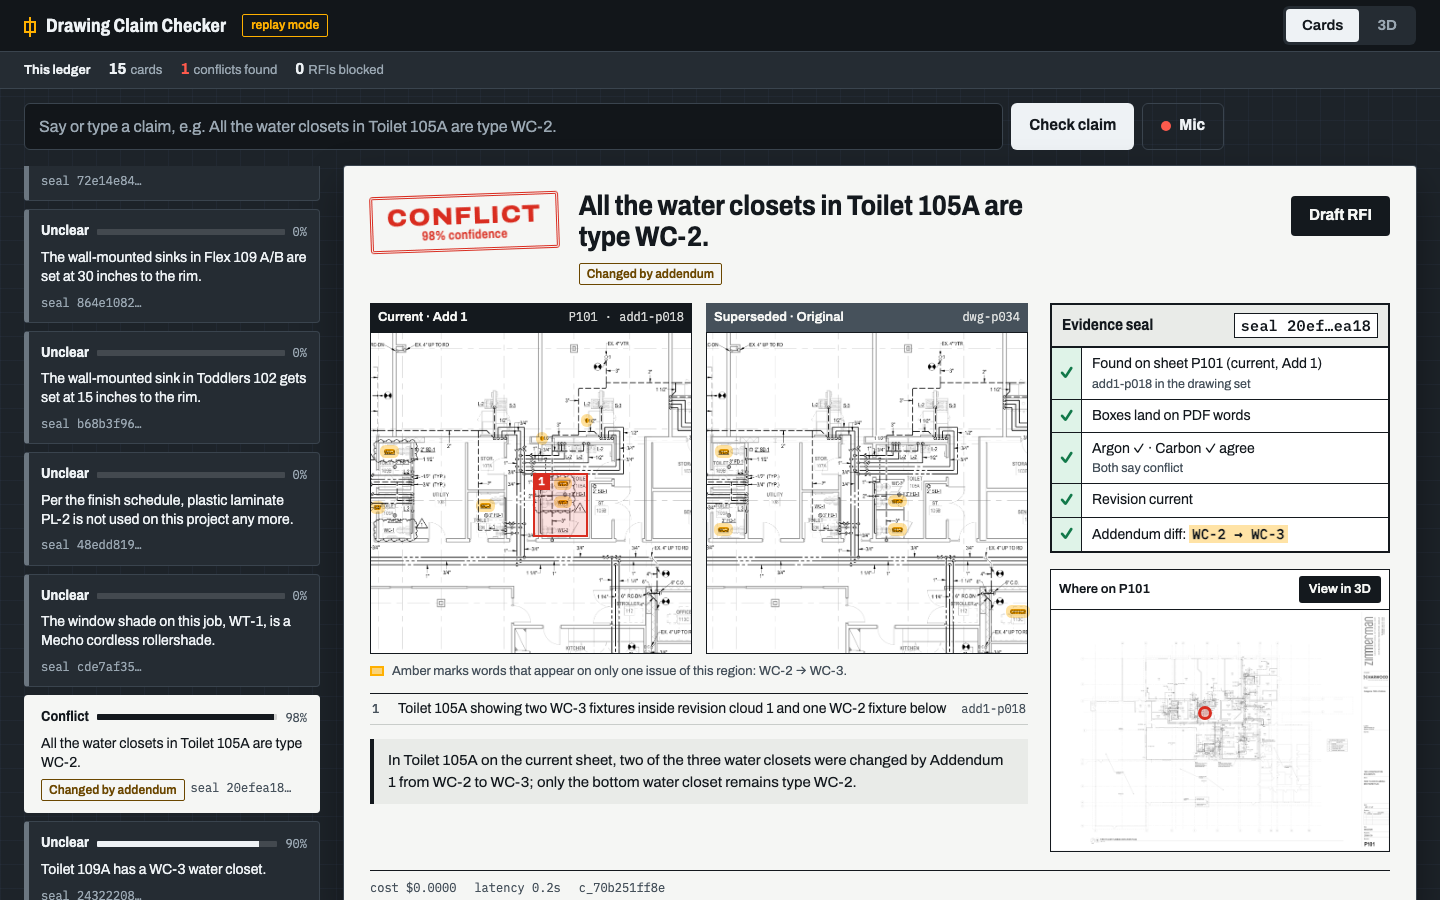 Drawing Claim Checker
replay mode
Cards
3D
This ledger
15 cards
1 conflicts found
0 RFIs blocked
Say or type a claim, e.g. All the water closets in Toilet 105A are type WC-2.
Check claim
Mic
seal 72e14e84…
Unclear
0%
The wall-mounted sinks in Flex 109 A/B are
set at 30 inches to the rim.
seal 864e1082…
Unclear
0%
The wall-mounted sink in Toddlers 102 gets
set at 15 inches to the rim.
seal b68b3f96…
Unclear
0%
Per the finish schedule, plastic laminate
PL-2 is not used on this project any more.
seal 48edd819…
Unclear
0%
The window shade on this job, WT-1, is a
Mecho cordless rollershade.
seal cde7af35…
Conflict
98%
All the water closets in Toilet 105A are type
WC-2.
Changed by addendum
seal 20efea18…
Unclear
90%
Toilet 109A has a WC-3 water closet.
seal 24322208…
CONFLICT
98% confidence
All the water closets in Toilet 105A are
type WC-2.
Changed by addendum
Draft RFI
Current · Add 1
P101 · add1-p018
Superseded · Original
dwg-p034
1
UTILITY
KITCHEN
UTILITY
KITCHEN
Amber marks words that appear on only one issue of this region: WC-2 → WC-3.
1 Toilet 105A showing two WC-3 fixtures inside revision cloud 1 and one WC-2 fixture below add1-p018
In Toilet 105A on the current sheet, two of the three water closets were changed by Addendum
1 from WC-2 to WC-3; only the bottom water closet remains type WC-2.
Evidence seal
seal 20ef…ea18
Found on sheet P101 (current, Add 1)
add1-p018 in the drawing set
Boxes land on PDF words
Argon ✓ · Carbon ✓ agree
Both say conflict
Revision current
Addendum diff: WC-2 → WC-3
Where on P101
View in 3D
zimmerman
P101
cost $0.0000
latency 0.2s
c_70b251ff8e